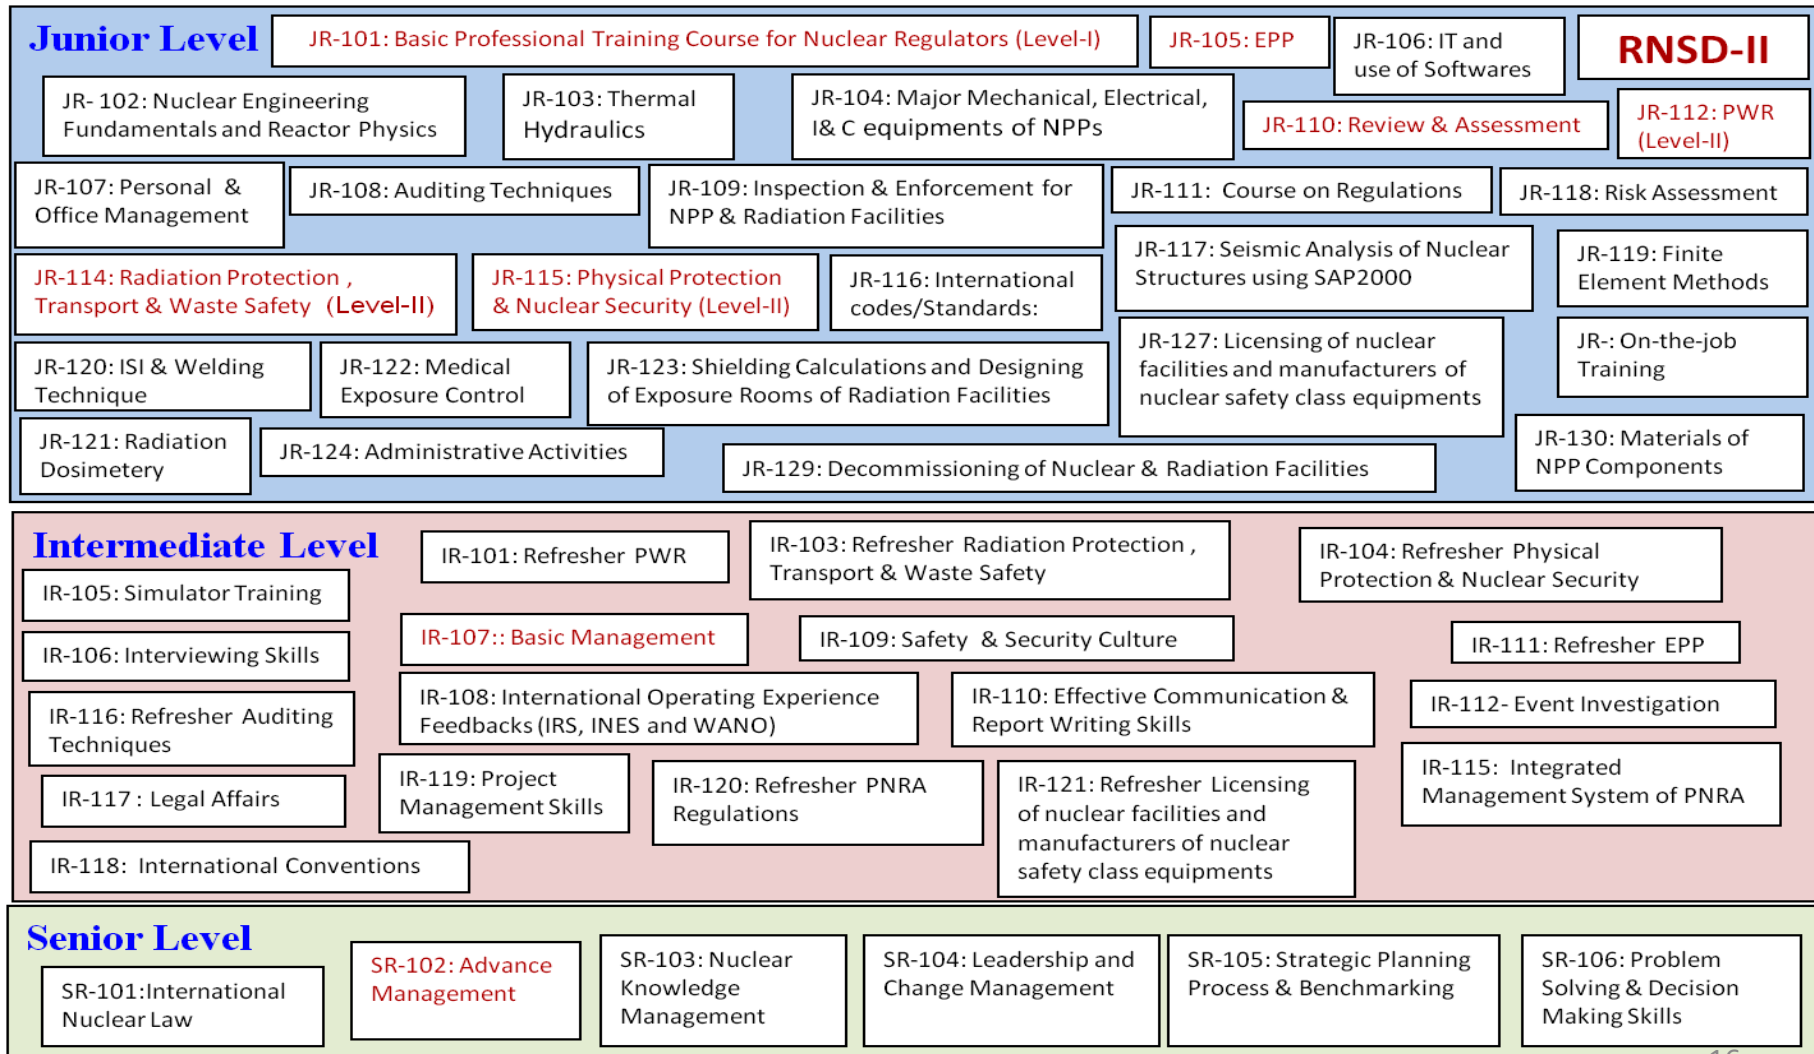 Junior Level
JR-101: Basic Professional Training Course for Nuclear Regulators (Level-I)
JR-105: EPP
JR-106: IT and
use of Softwares
RNSD-II
JR- 102: Nuclear Engineering
Fundamentals and Reactor Physics
JR-103: Thermal
Hydraulics
JR-104: Major Mechanical, Electrical,
I& C equipments of NPPs
JR-110: Review & Assessment
JR-112: PWR
(Level-II)
JR-107: Personal &
Office Management
JR-108: Auditing Techniques
JR-109: Inspection & Enforcement for
NPP & Radiation Facilities
JR-111: Course on Regulations
JR-118: Risk Assessment
JR-114: Radiation Protection ,
Transport & Waste Safety (Level-II)
JR-115: Physical Protection
& Nuclear Security (Level-II)
JR-116: International
codes/Standards:
JR-117: Seismic Analysis of Nuclear
Structures using SAP2000
JR-119: Finite
Element Methods
JR-120: ISI & Welding
Technique
JR-122: Medical
Exposure Control
JR-123: Shielding Calculations and Designing
of Exposure Rooms of Radiation Facilities
JR-127: Licensing of nuclear
facilities and manufacturers of
nuclear safety class equipments
JR-: On-the-job
Training
JR-121: Radiation
Dosimetery
JR-124: Administrative Activities
JR-129: Decommissioning of Nuclear & Radiation Facilities
JR-130: Materials of
NPP Components
Intermediate Level
IR-101: Refresher PWR
IR-103: Refresher Radiation Protection ,
Transport & Waste Safety
IR-104: Refresher Physical
Protection & Nuclear Security
IR-105: Simulator Training
IR-106: Interviewing Skills
IR-107:: Basic Management
IR-109: Safety & Security Culture
IR-111: Refresher EPP
IR-116: Refresher Auditing
Techniques
IR-108: International Operating Experience
Feedbacks (IRS, INES and WANO)
IR-110: Effective Communication &
Report Writing Skills
IR-112- Event Investigation
IR-117 : Legal Affairs
IR-119: Project
Management Skills
IR-120: Refresher PNRA
Regulations
IR-121: Refresher Licensing
of nuclear facilities and
manufacturers of nuclear
safety class equipments
IR-115: Integrated
Management System of PNRA
IR-118: International Conventions
Senior Level
SR-101:International
Nuclear Law
SR-102: Advance
Management
SR-103: Nuclear
Knowledge
Management
SR-104: Leadership and
Change Management
SR-105: Strategic Planning
Process & Benchmarking
SR-106: Problem
Solving & Decision
Making Skills